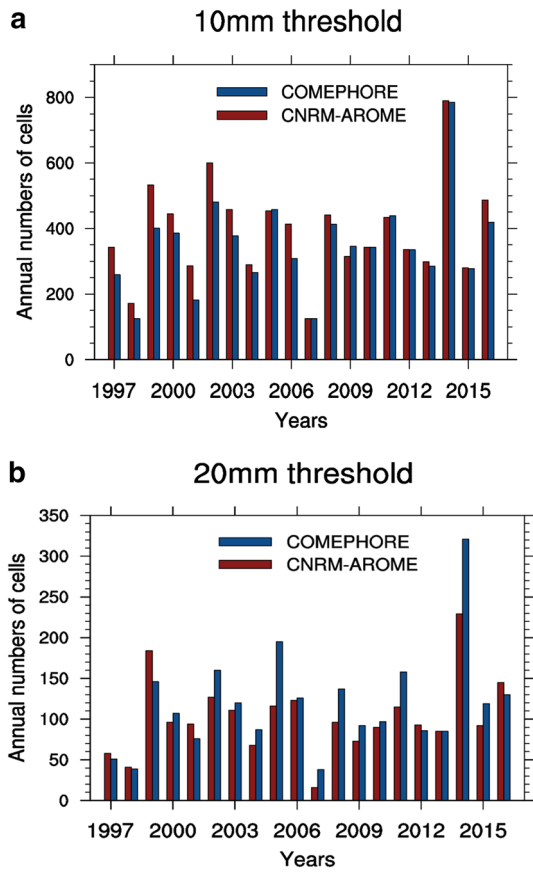 a
10mm threshold
COMEPHORE
CNRM-AROME
Annual numbers of cells
800
600
400
200
0
1997 2000 2003 2006 2009 2012 2015
Years
b
20mm threshold
COMEPHORE
CNRM-AROME
Annual numbers of cells
350
300
250
200
150
100
50
0
1997 2000 2003 2006 2009 2012 2015
Years